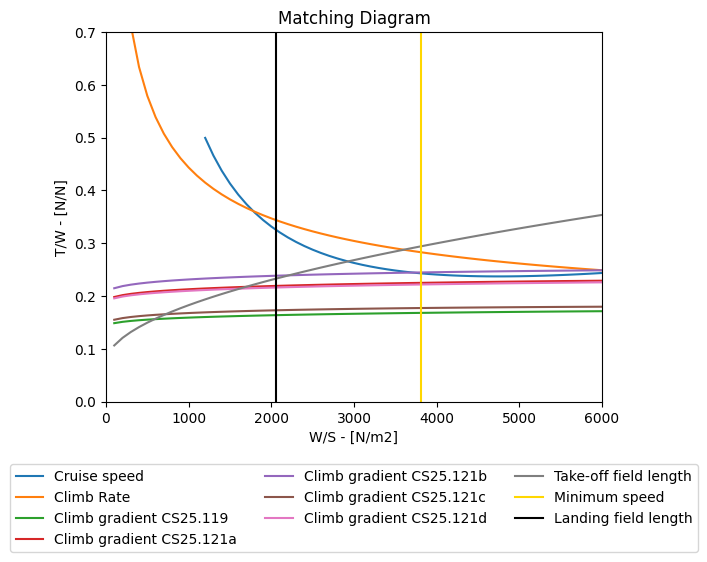 Matching Diagram
0.7
0.6
0.5
0.4
0.3
0.2
0.1
0.0
T/W - [N/N]
0 1000 2000 3000 4000 5000 6000
W/S - [N/m2]
Cruise speed
Climb Rate
Climb gradient CS25.119
Climb gradient CS25.121a
Climb gradient CS25.121b
Climb gradient CS25.121c
Climb gradient CS25.121d
Take-off field length
Minimum speed
Landing field length